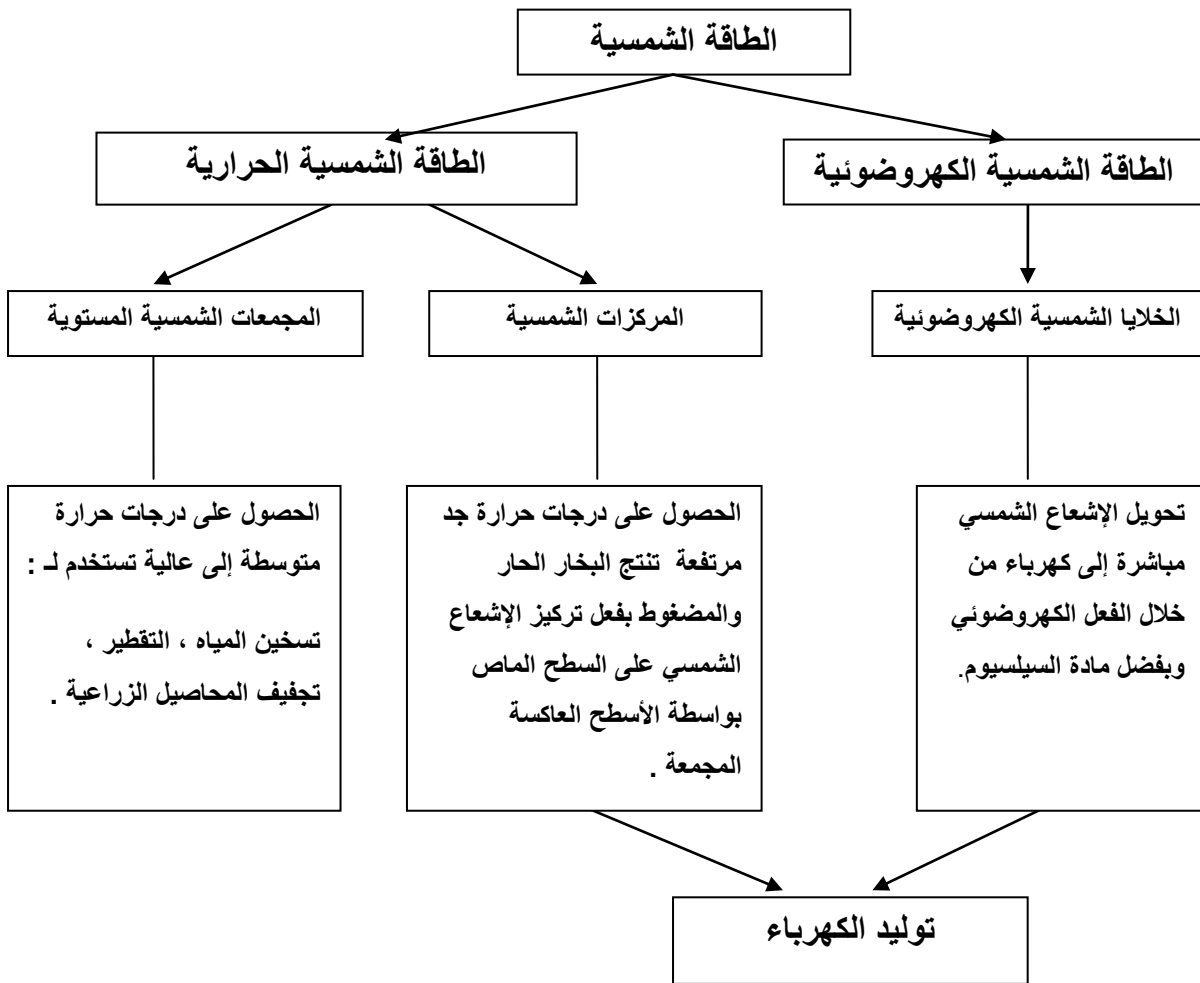 الطاقة الشمسية
الطاقة الشمسية الكهروضوئية
الطاقة الشمسية الحرارية
الخلايا الشمسية الكهروضوئية
المركزات الشمسية
المجمعات الشمسية المستوية
تحويل الإشعاع الشمسي
مباشرة إلى كهرباء من
خلال الفعل الكهروضوئي
وبفضل مادة السيلسيوم.
الحصول على درجات حرارة جد
مرتفعة تنتج البخار الحار
والمضغوط بفعل تركيز الإشعاع
الشمسي على السطح الماص
بواسطة الأسطح العاكسة
المجمعة .
الحصول على درجات حرارة
متوسطة إلى عالية تستخدم لـ :
تسخين المياه ، التقطير ،
تجفيف المحاصيل الزراعية .
توليد الكهرباء